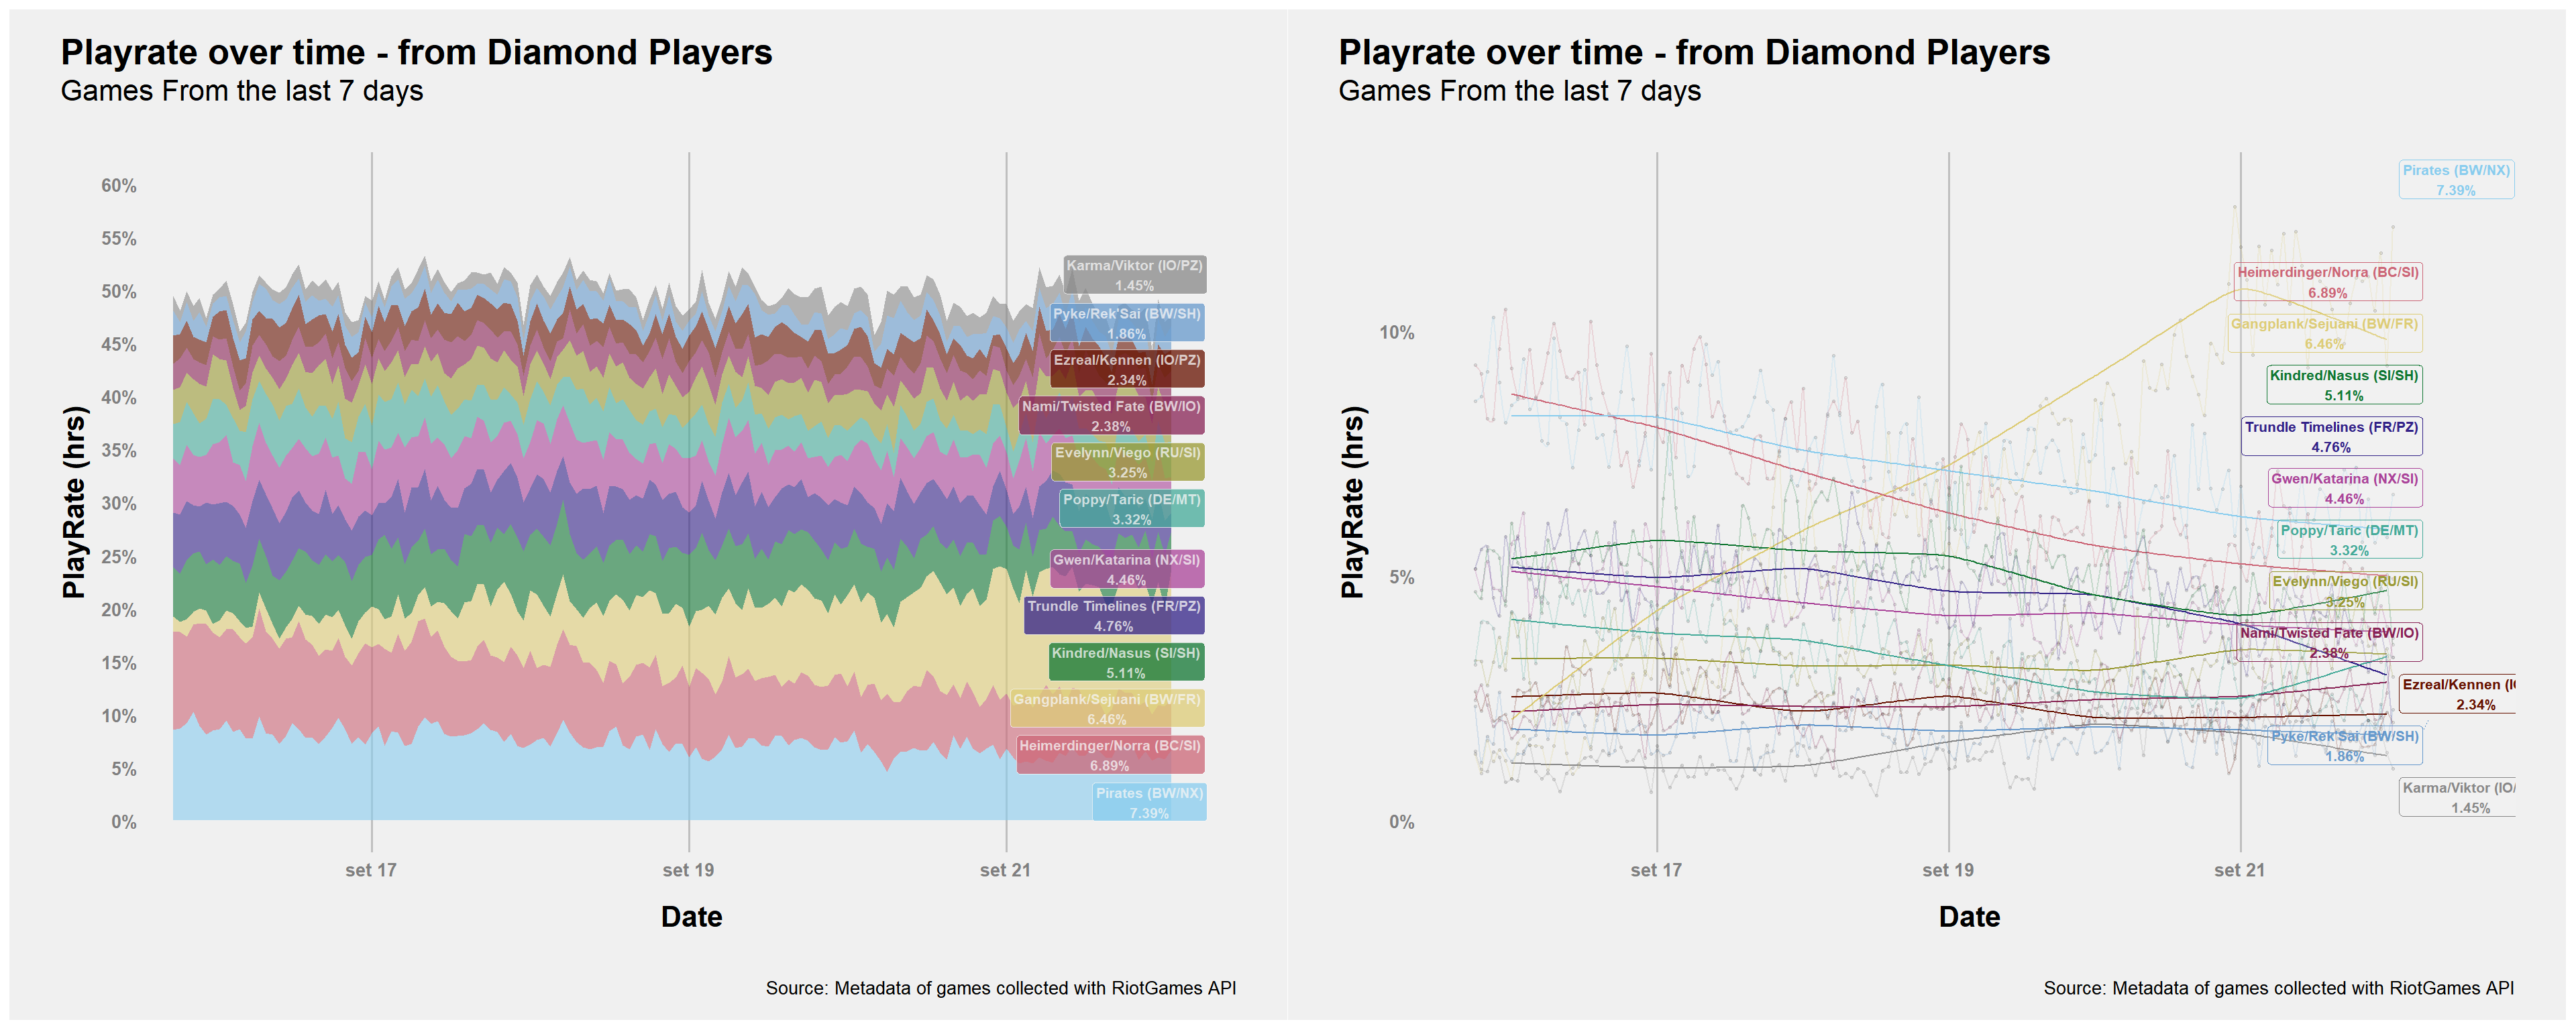 Playrate over time - from Diamond Players
Games From the last 7 days
PlayRate (hrs)
60%
55%
50%
45%
40%
35%
30%
25%
20%
15%
10%
5%
0%
Karma/Viktor (IO/PZ)
1.45%
Pyke/Rek'Sai (BW/SH)
1.86%
Ezreal/Kennen (IO/PZ)
2.34%
Nami/Twisted Fate (BW/IO)
2.38%
Evelynn/Viego (RU/SI)
3.25%
Poppy/Taric (DE/MT)
3.32%
Gwen/Katarina (NX/SI)
4.46%
Trundle Timelines (FR/PZ)
4.76%
Kindred/Nasus (SI/SH)
5.11%
Gangplank/Sejuani (BW/FR)
6.46%
Heimerdinger/Norra (BC/SI)
6.89%
Pirates (BW/NX)
7.39%
set 17
set 19
set 21
Date
Source: Metadata of games collected with RiotGames API
Playrate over time - from Diamond Players
Games From the last 7 days
PlayRate (hrs)
10%
5%
0%
Pirates (BW/NX)
7.39%
Heimerdinger/Norra (BC/SI)
6.89%
Gangplank/Sejuani (BW/FR)
6.46%
Kindred/Nasus (SI/SH)
5.11%
Trundle Timelines (FR/PZ)
4.76%
Gwen/Katarina (NX/SI)
4.46%
Poppy/Taric (DE/MT)
3.32%
Evelynn/Viego (RU/SI)
3.25%
Nami/Twisted Fate (BW/IO)
2.38%
Ezreal/Kennen (I
2.34%
Pyke/Rek'Sai (BW/SH)
1.86%
Karma/Viktor (IO/
1.45%
set 17
set 19
set 21
Date
Source: Metadata of games collected with RiotGames API